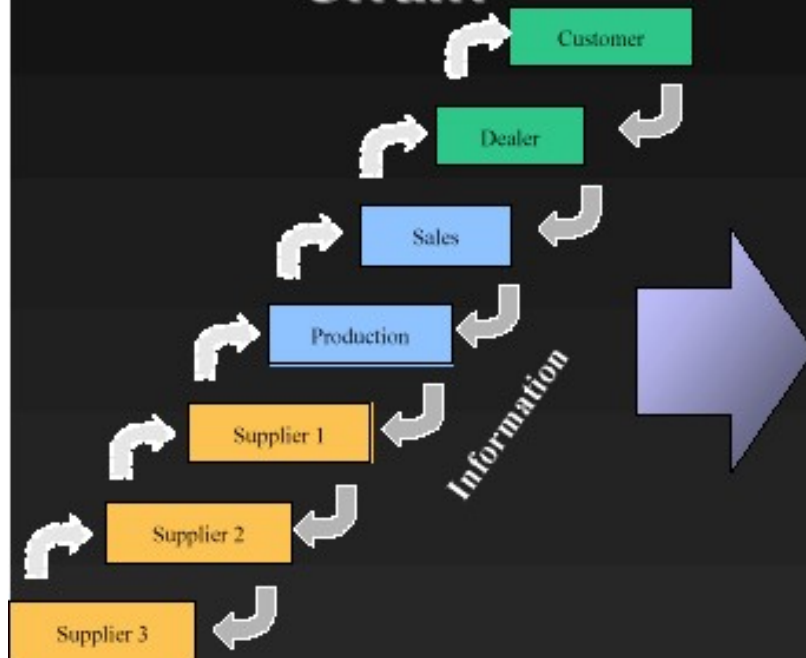 Customer
Dealer
Sales
Production
Information
Supplier 1
Supplier 2
Supplier 3